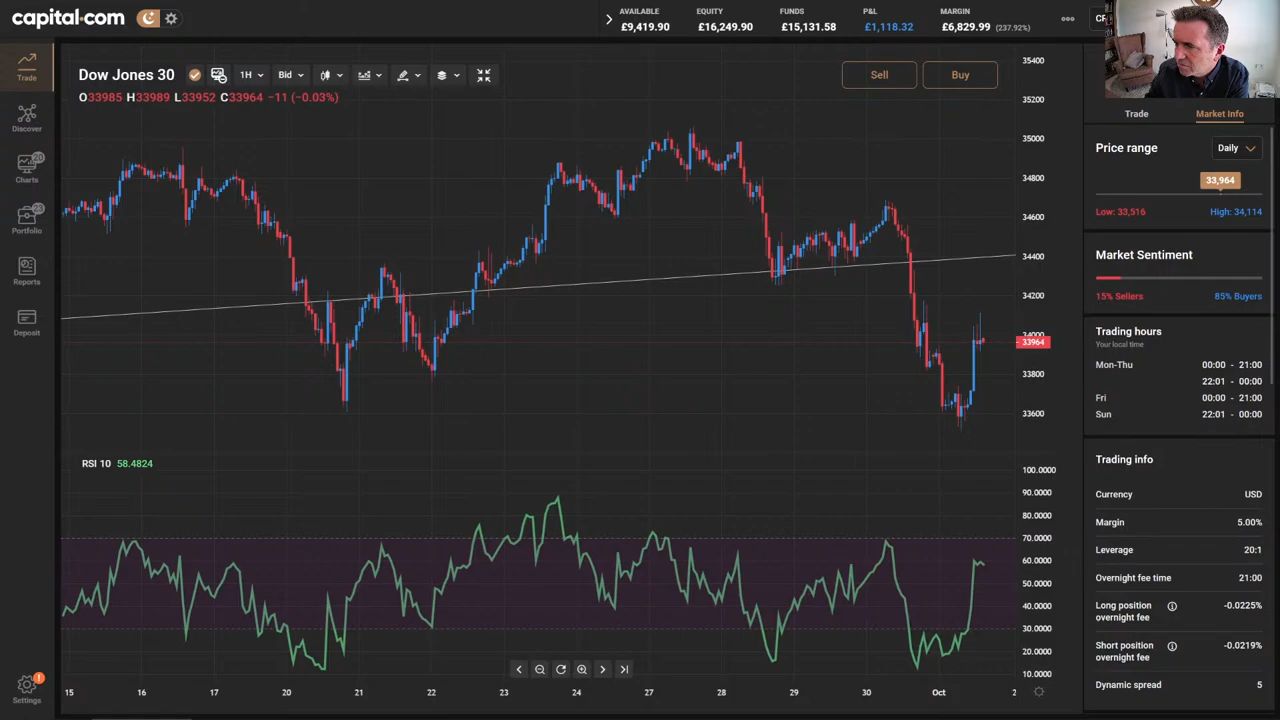 capital.com
AVAILABLE EQUITY FUNDS P&L MARGIN
£9,419.90 £16,249.90 £15,131.58 £1,118.32 £6,829.99 (237.92%)
Trade
Discover
20
Charts
23
Portfolio
Reports
Deposit
Settings
Dow Jones 30 1H Bid
O33985 H33989 L33952 C33964 −11 (−0.03%)
Sell Buy
35400
35200
35000
34800
34600
34400
34200
34000
33964
33800
33600
RSI 10 58.4824
100.0000
90.0000
80.0000
70.0000
60.0000
50.0000
40.0000
30.0000
10.0000
15 16 17 20 21 22 23 24 27 28 29 30 Oct 2
Trade Market Info
Price range Daily
33,964
Low: 33,516 High: 34,114
Market Sentiment
15% Sellers 85% Buyers
Trading hours
Your local time
Mon-Thu 00:00 - 21:00
22:01 - 00:00
Fri 00:00 - 21:00
Sun 22:01 - 00:00
Trading info
Currency USD
Margin 5.00%
Leverage 20:1
Overnight fee time 21:00
Long position overnight fee -0.0225%
Short position overnight fee -0.0219%
Dynamic spread 5